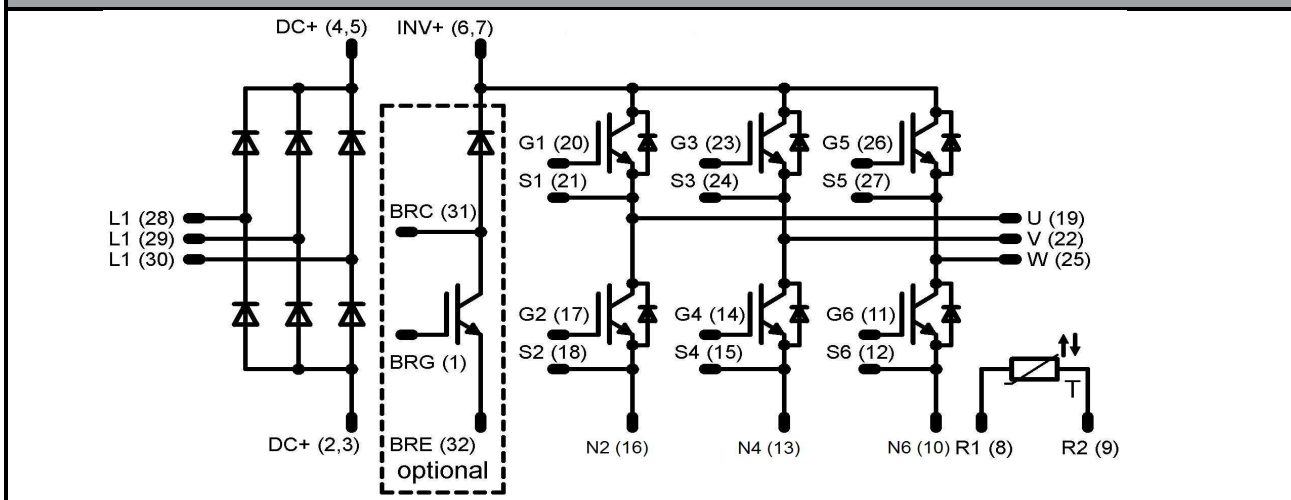 DC+ (4,5)
INV+ (6,7)
G1 (20)
G3 (23)
G5 (26)
S1 (21)
S3 (24)
S5 (27)
L1 (28)
L1 (29)
L1 (30)
BRC (31)
U (19)
V (22)
W (25)
G2 (17)
G4 (14)
G6 (11)
BRG (1)
S2 (18)
S4 (15)
S6 (12)
T
DC+ (2,3)
BRE (32)
N2 (16)
N4 (13)
N6 (10)
R1 (8)
R2 (9)
optional